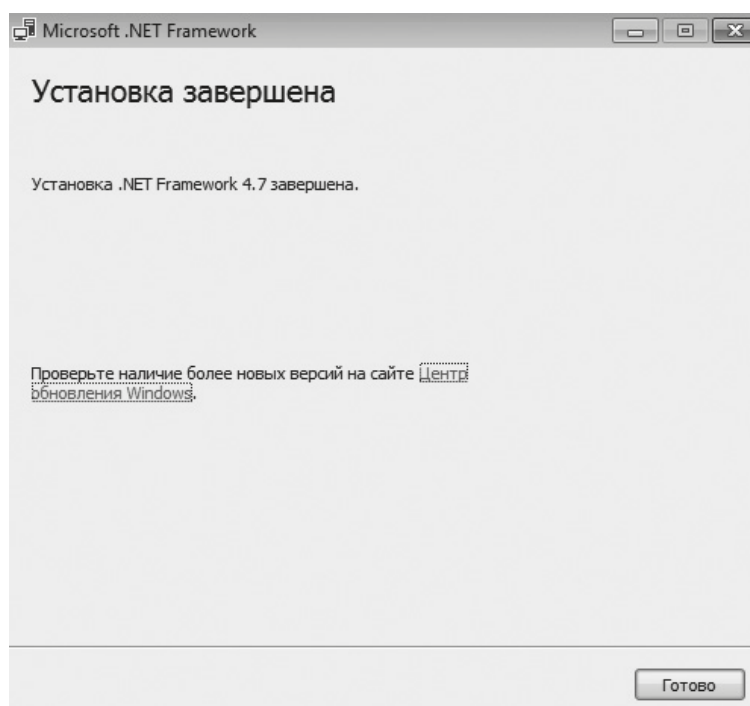 Microsoft .NET Framework
Установка завершена
Установка .NET Framework 4.7 завершена.
Проверьте наличие более новых версий на сайте Центр
обновления Windows.
Готово